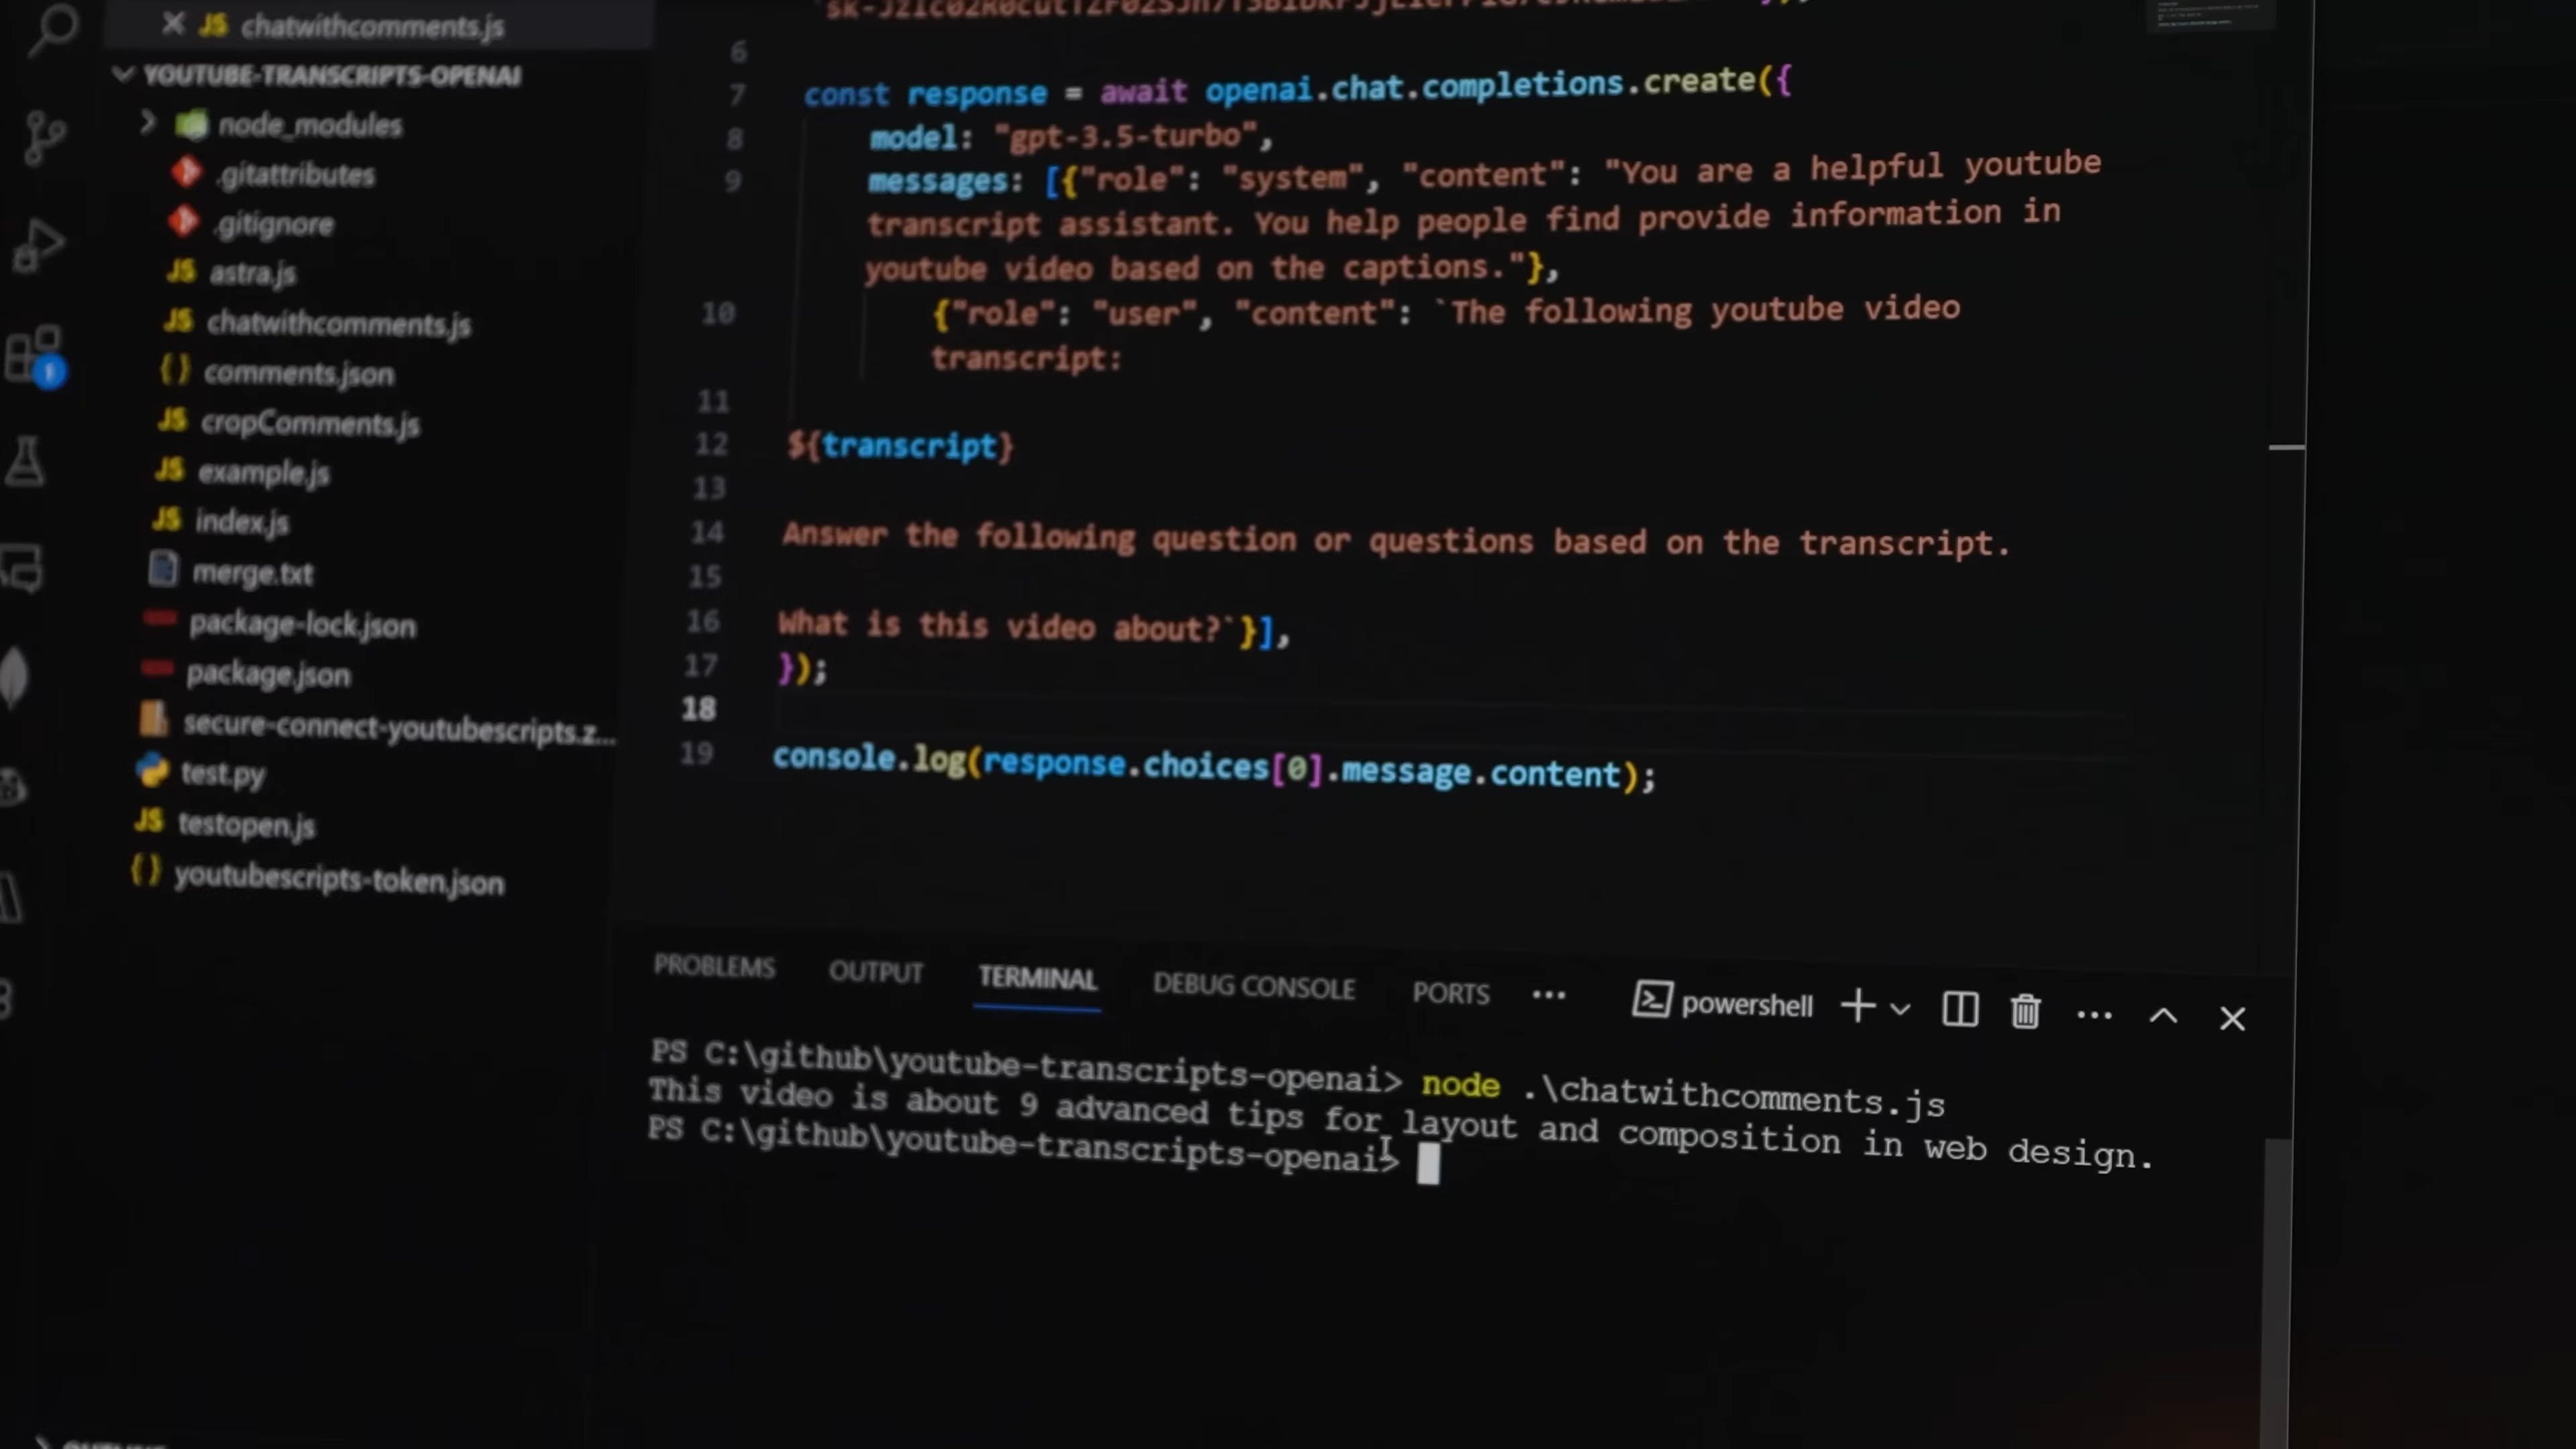 chatwithcomments.js
YOUTUBE-TRANSCRIPTS-OPENAI
node_modules
.gitattributes
.gitignore
astra.js
chatwithcomments.js
comments.json
cropComments.js
example.js
index.js
merge.txt
package-lock.json
package.json
secure-connect-youtubescripts.z...
test.py
testopen.js
youtubescripts-token.json
6
7 const response = await openai.chat.completions.create({
8 model: "gpt-3.5-turbo",
9 messages: [{"role": "system", "content": "You are a helpful youtube
transcript assistant. You help people find provide information in
youtube video based on the captions."},
10 {"role": "user", "content": `The following youtube video
transcript:
11
12 ${transcript}
13
14 Answer the following question or questions based on the transcript.
15
16 What is this video about?`}],
17 });
18
19 console.log(response.choices[0].message.content);
PROBLEMS OUTPUT TERMINAL DEBUG CONSOLE PORTS ... powershell
PS C:\github\youtube-transcripts-openai> node .\chatwithcomments.js
This video is about 9 advanced tips for layout and composition in web design.
PS C:\github\youtube-transcripts-openai>